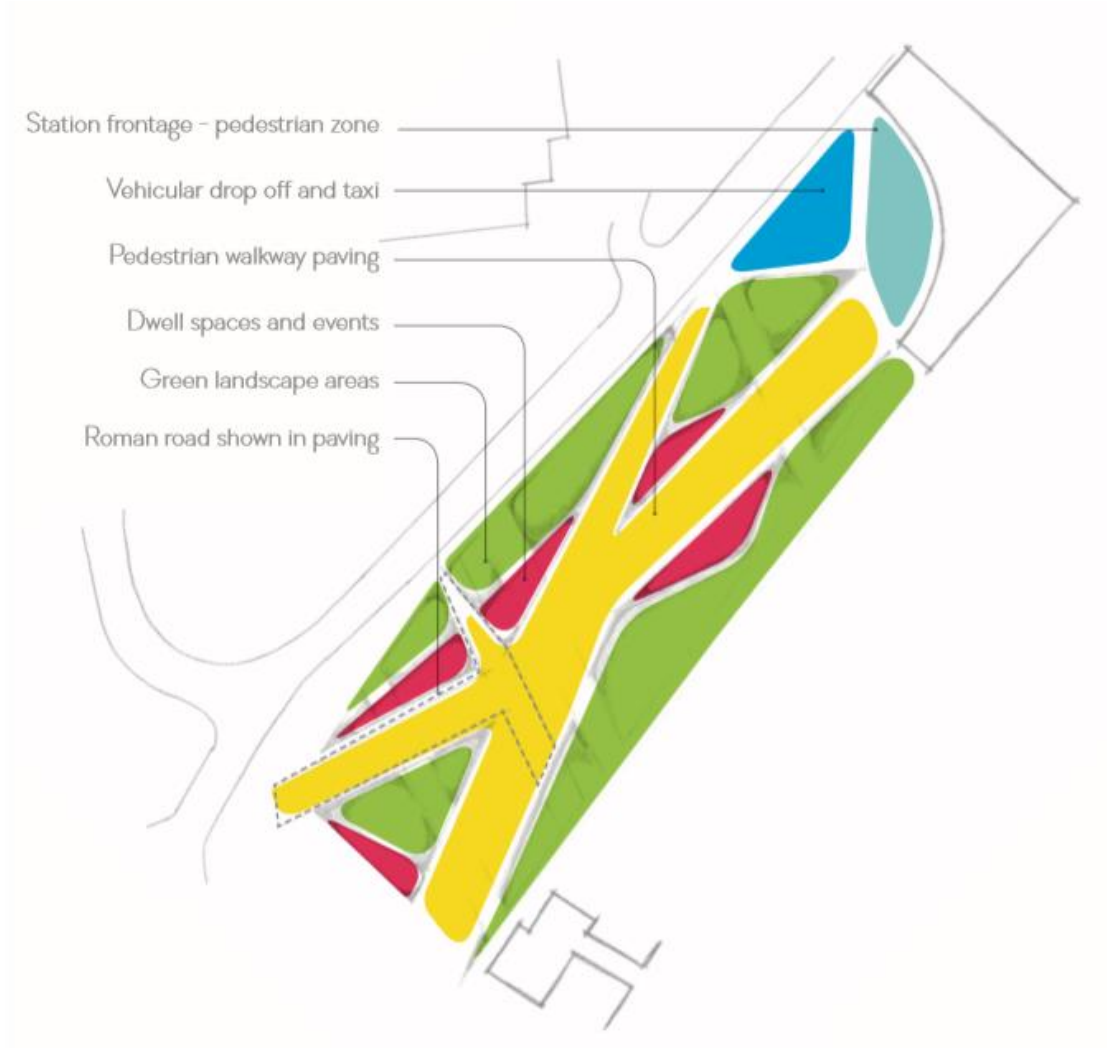 Station frontage - pedestrian zone
Vehicular drop off and taxi
Pedestrian walkway paving
Dwell spaces and events
Green landscape areas
Roman road shown in paving